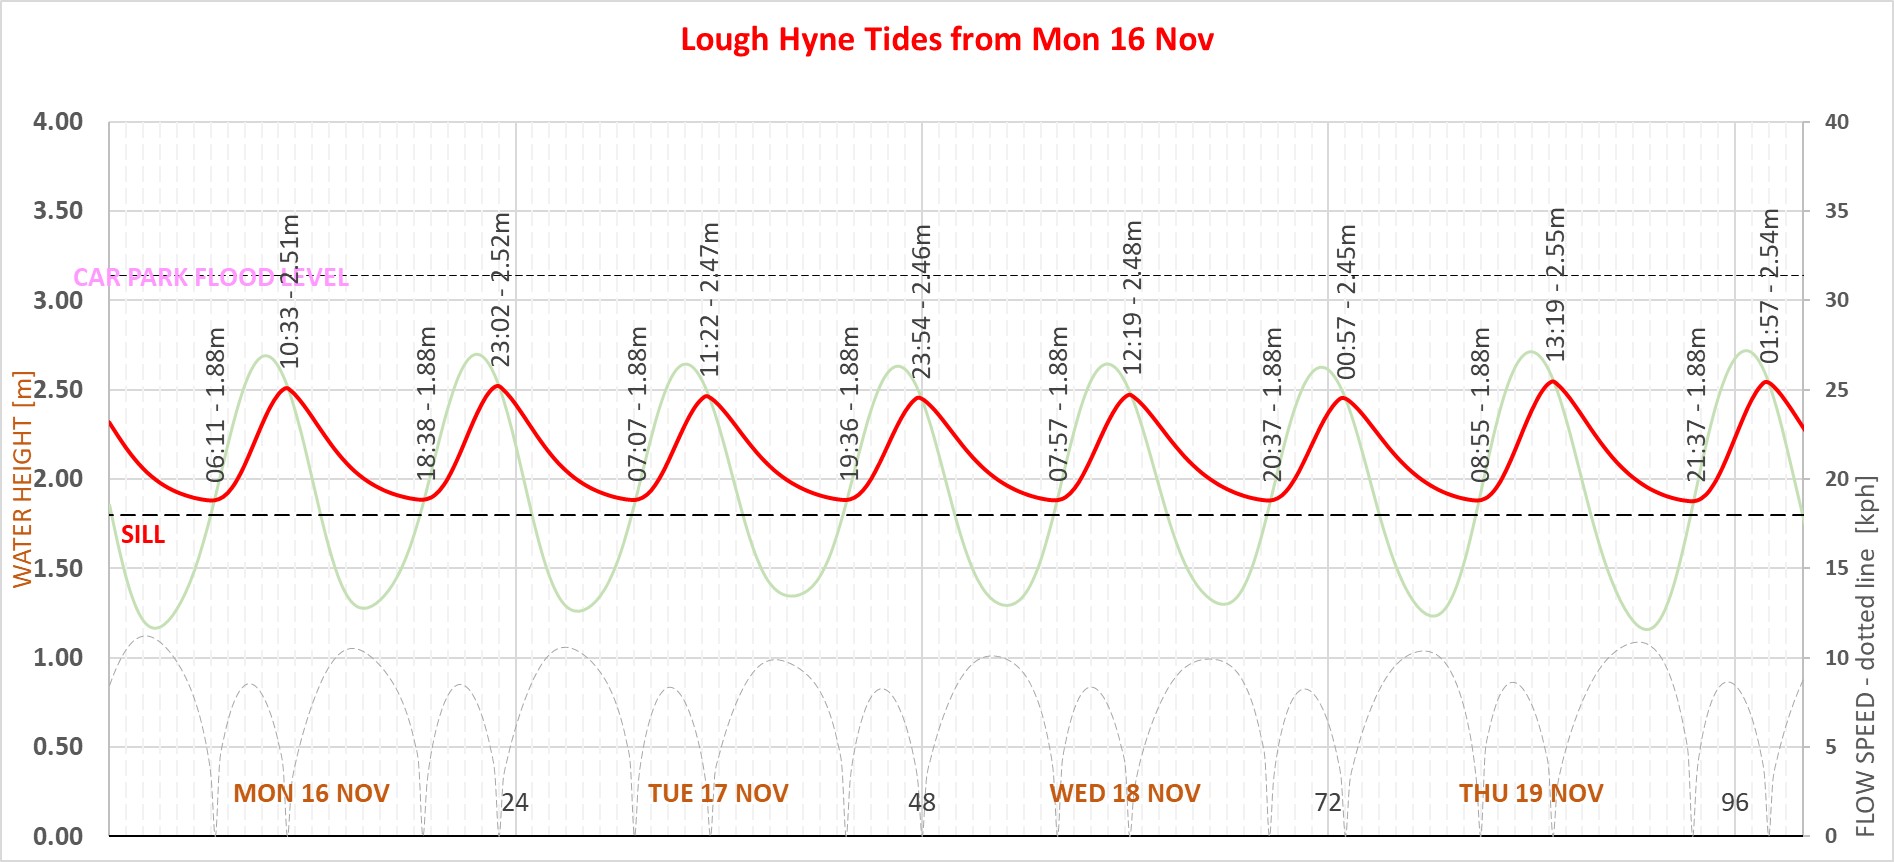 Lough Hyne Tides from Mon 16 Nov
WATER HEIGHT [m]
4.00
3.50
3.00
2.50
2.00
1.50
1.00
0.50
0.00
CAR PARK FLOOD LEVEL
SILL
06:11 - 1.88m
10:33 - 2.51m
18:38 - 1.88m
23:02 - 2.52m
07:07 - 1.88m
11:22 - 2.47m
19:36 - 1.88m
23:54 - 2.46m
07:57 - 1.88m
12:19 - 2.48m
20:37 - 1.88m
00:57 - 2.45m
08:55 - 1.88m
13:19 - 2.55m
21:37 - 1.88m
01:57 - 2.54m
MON 16 NOV
24
TUE 17 NOV
48
WED 18 NOV
72
THU 19 NOV
96
40
35
30
25
20
15
10
5
0
FLOW SPEED - dotted line [kph]